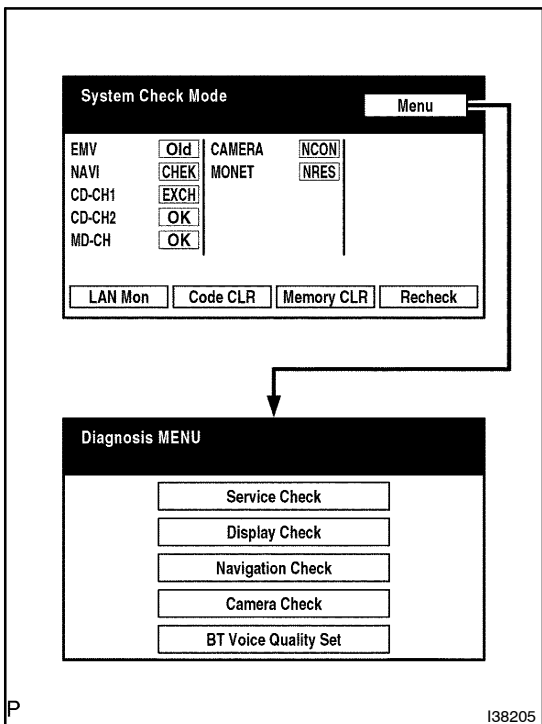 System Check Mode
Menu
EMV Old CAMERA NCON
NAVI CHEK MONET NRES
CD-CH1 EXCH
CD-CH2 OK
MD-CH OK
LAN Mon Code CLR Memory CLR Recheck
Diagnosis MENU
Service Check
Display Check
Navigation Check
Camera Check
BT Voice Quality Set
P I38205